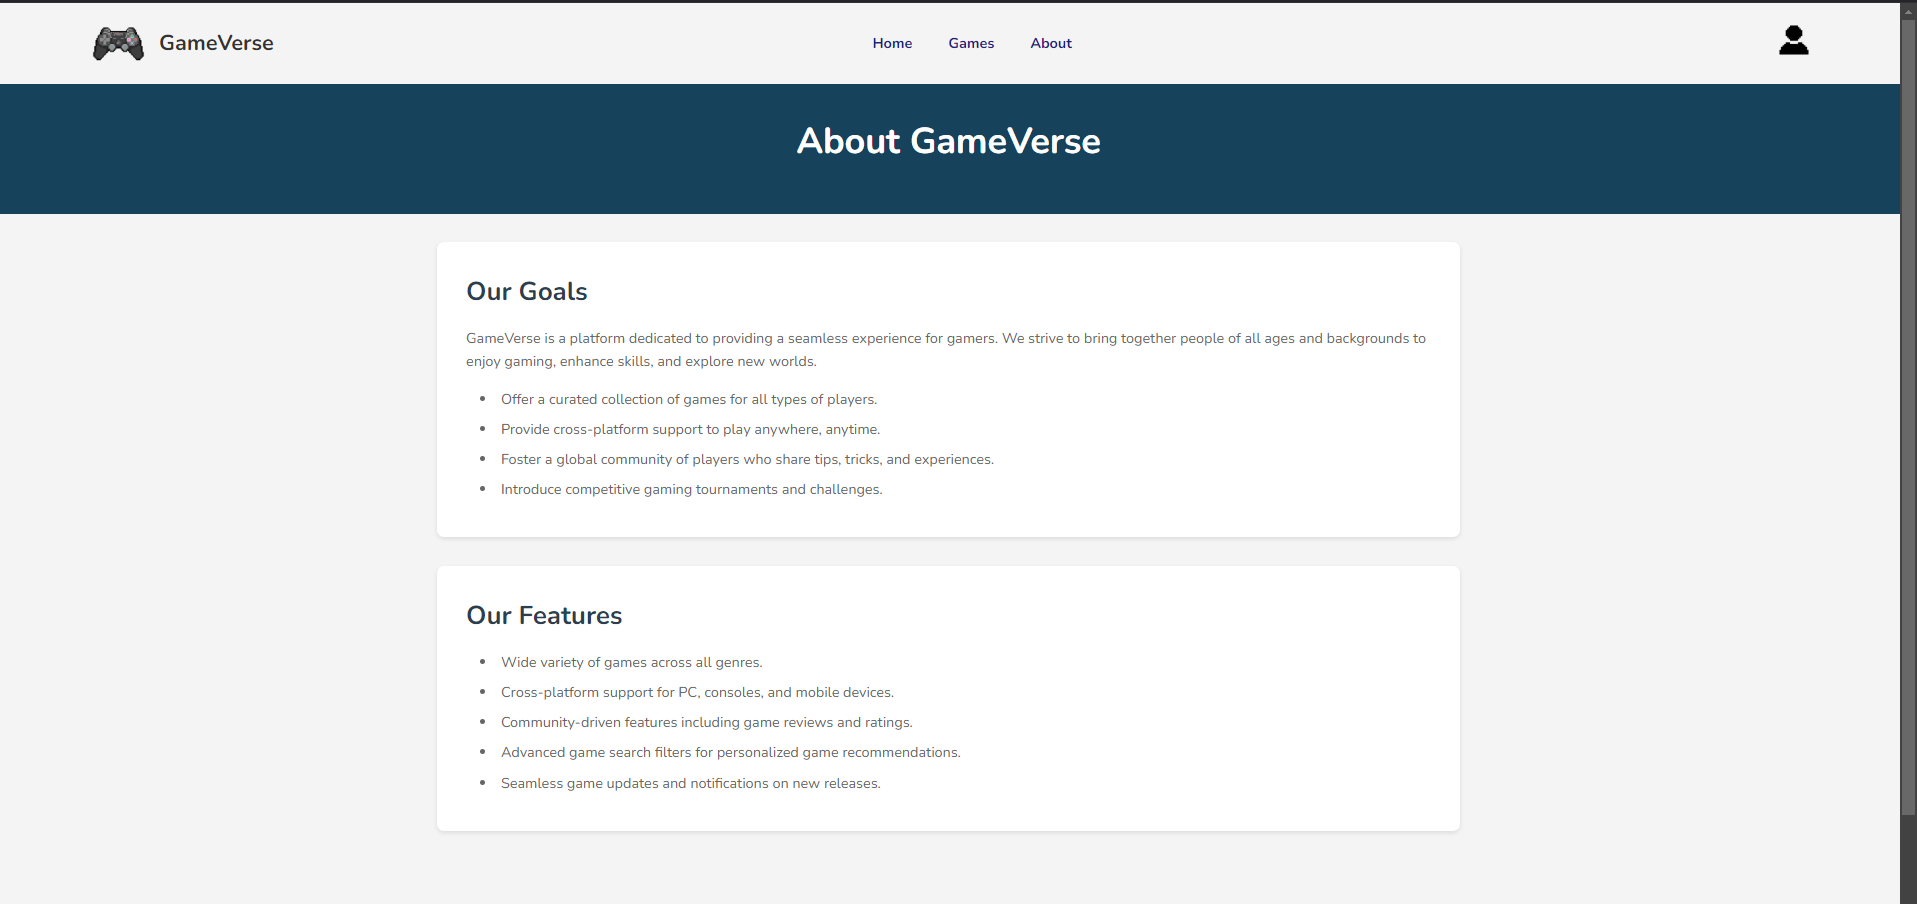 GameVerse
Home Games About
About GameVerse
Our Goals
GameVerse is a platform dedicated to providing a seamless experience for gamers. We strive to bring together people of all ages and backgrounds to
enjoy gaming, enhance skills, and explore new worlds.
• Offer a curated collection of games for all types of players.
• Provide cross-platform support to play anywhere, anytime.
• Foster a global community of players who share tips, tricks, and experiences.
• Introduce competitive gaming tournaments and challenges.
Our Features
• Wide variety of games across all genres.
• Cross-platform support for PC, consoles, and mobile devices.
• Community-driven features including game reviews and ratings.
• Advanced game search filters for personalized game recommendations.
• Seamless game updates and notifications on new releases.